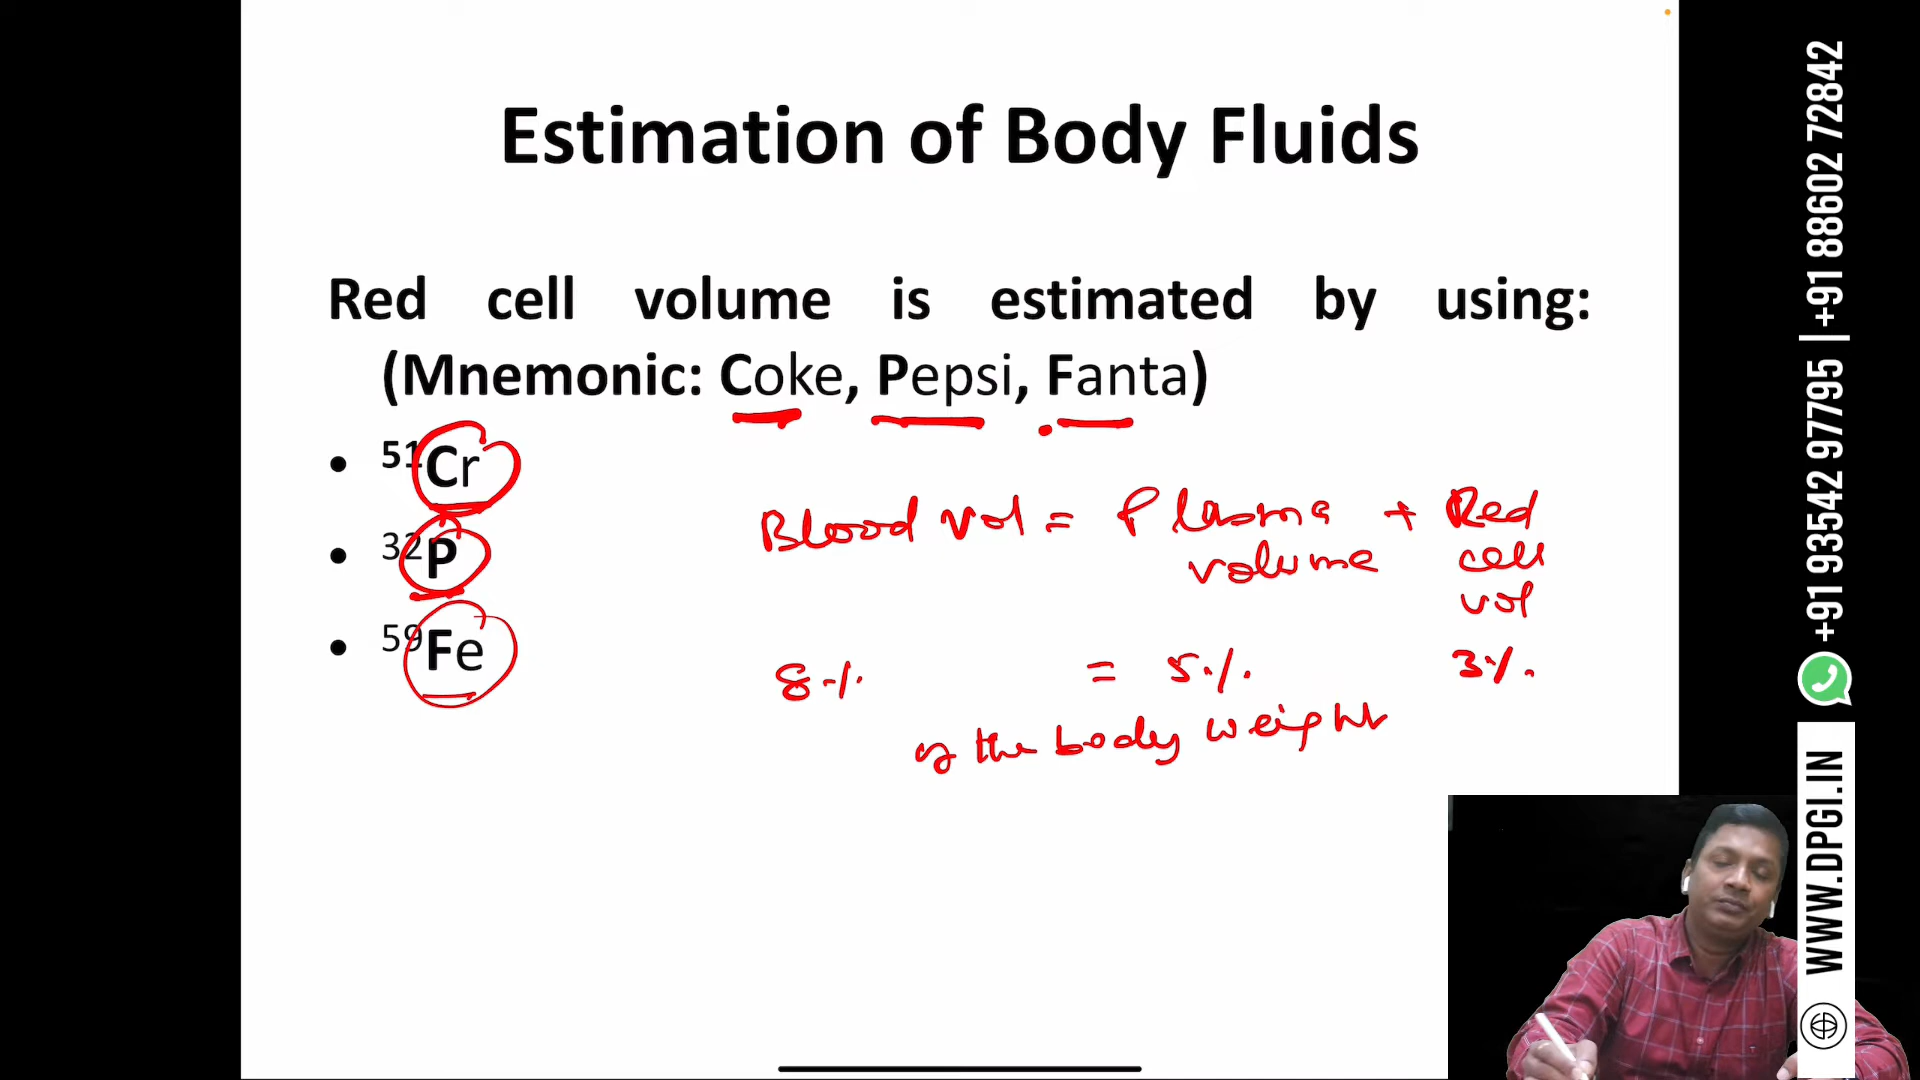 Estimation of Body Fluids
Red cell volume is estimated by using:
(Mnemonic: Coke, Pepsi, Fanta)
• ⁵¹Cr
• ³²P
• ⁵⁹Fe
Blood vol = Plasma + Red
volume cell
vol
8% = 5% 3%
of the body weight
+91 93542 97795 | +91 88602 72842
WWW.DPGI.IN